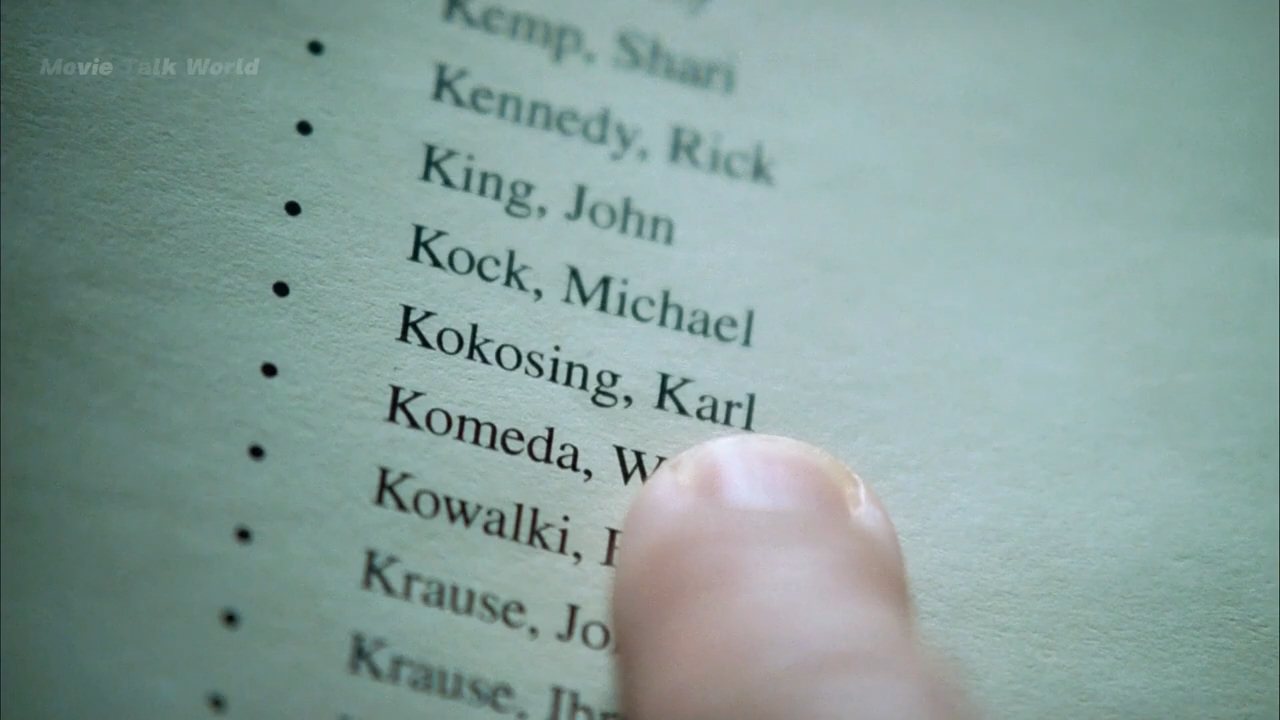 Movie Talk World
Kemp, Shari
• Kennedy, Rick
• King, John
• Kock, Michael
• Kokosing, Karl
• Komeda,
• Kowalki,
• Krause,
• Krause,